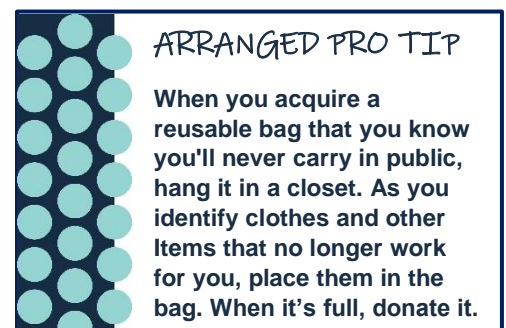 ARRANGED PRO TIP
When you acquire a
reusable bag that you know
you'll never carry in public,
hang it in a closet. As you
identify clothes and other
Items that no longer work
for you, place them in the
bag. When it’s full, donate it.